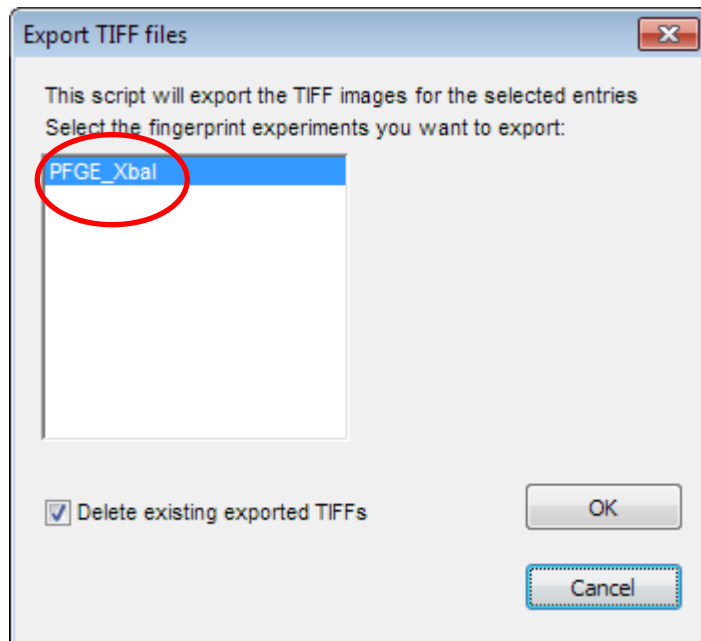 Export TIFF files
This script will export the TIFF images for the selected entries
Select the fingerprint experiments you want to export:
PFGE_XbaI
Delete existing exported TIFFs
OK
Cancel